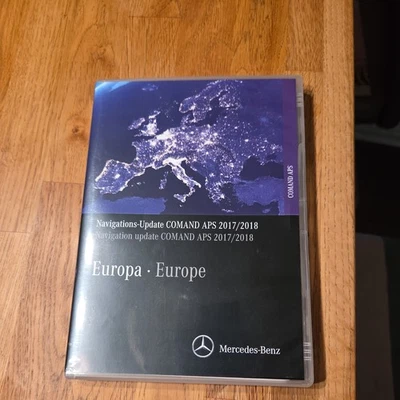 COMAND APS
Navigations-Update COMAND APS 2017/2018
Navigation update COMAND APS 2017/2018
Europa · Europe
Mercedes-Benz